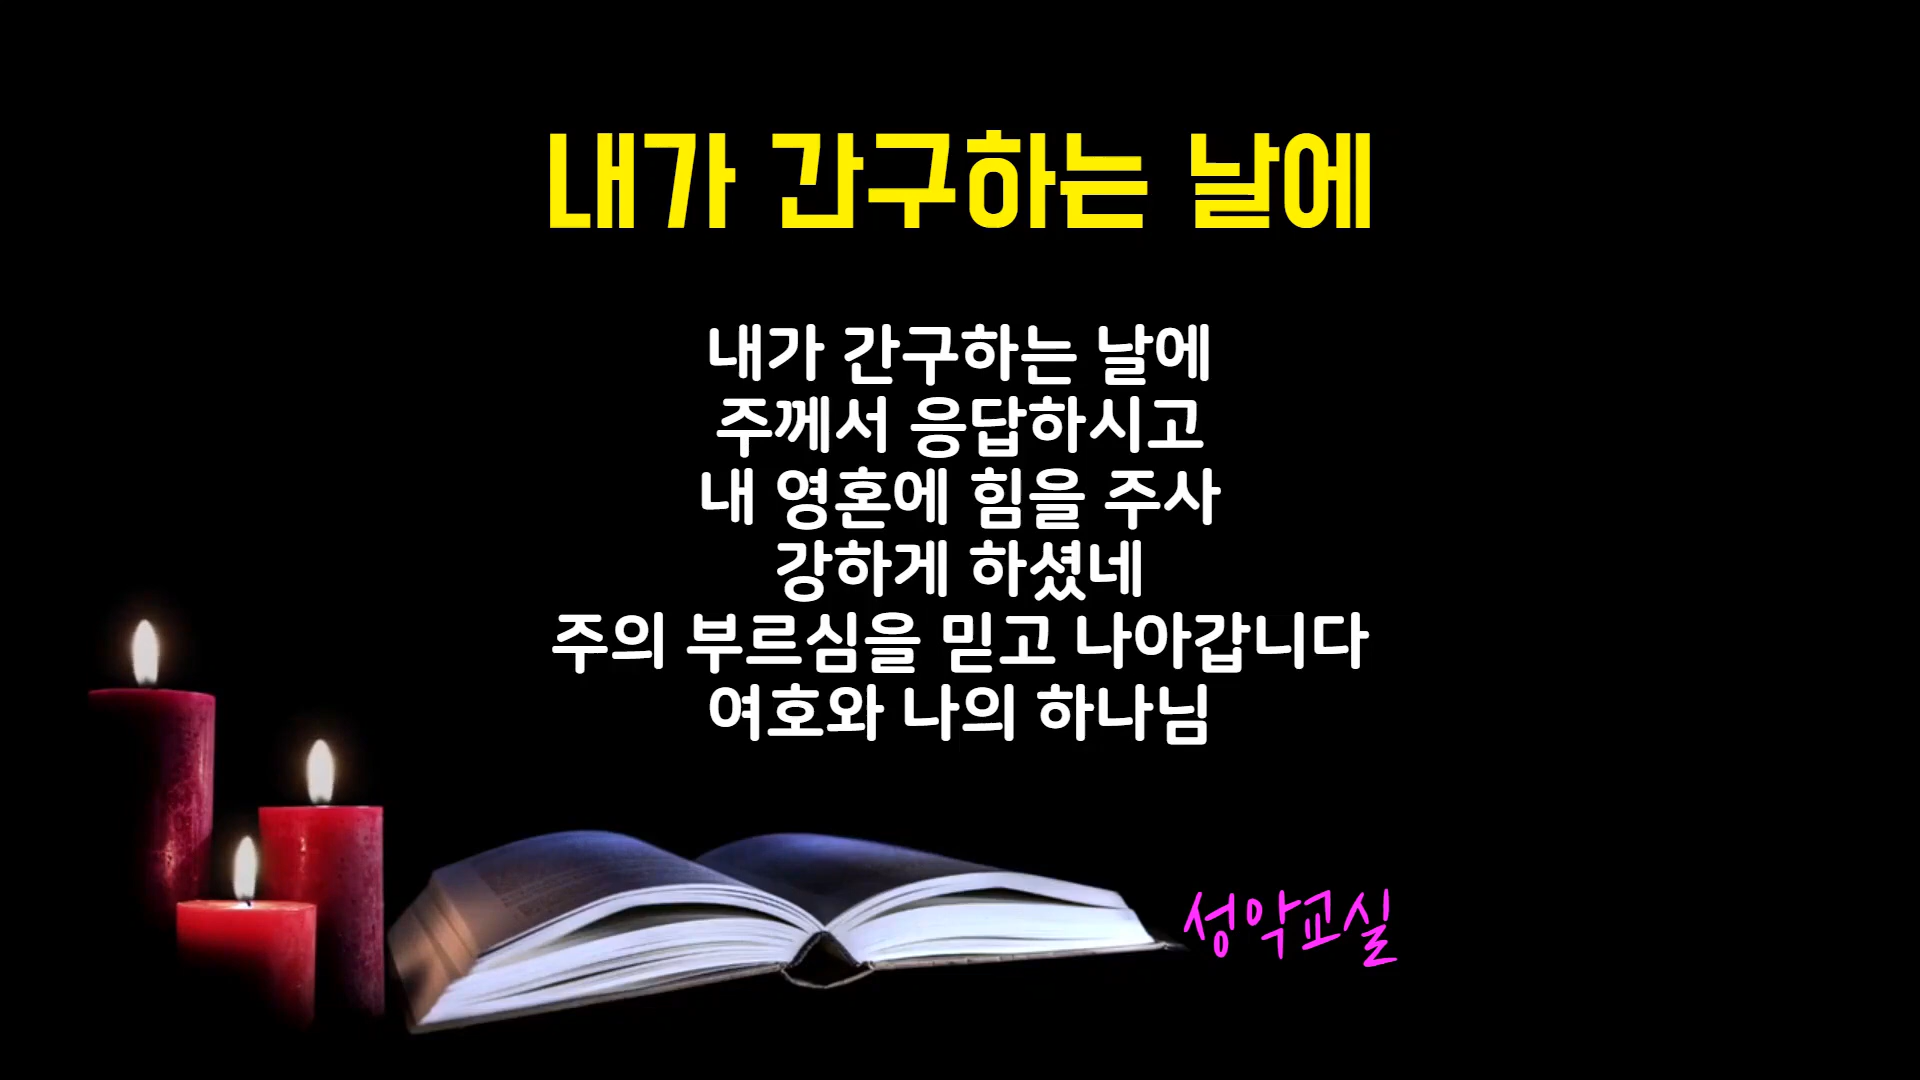 내가 간구하는 날에
내가 간구하는 날에
주께서 응답하시고
내 영혼에 힘을 주사
강하게 하셨네
주의 부르심을 믿고 나아갑니다
여호와 나의 하나님
성악교실